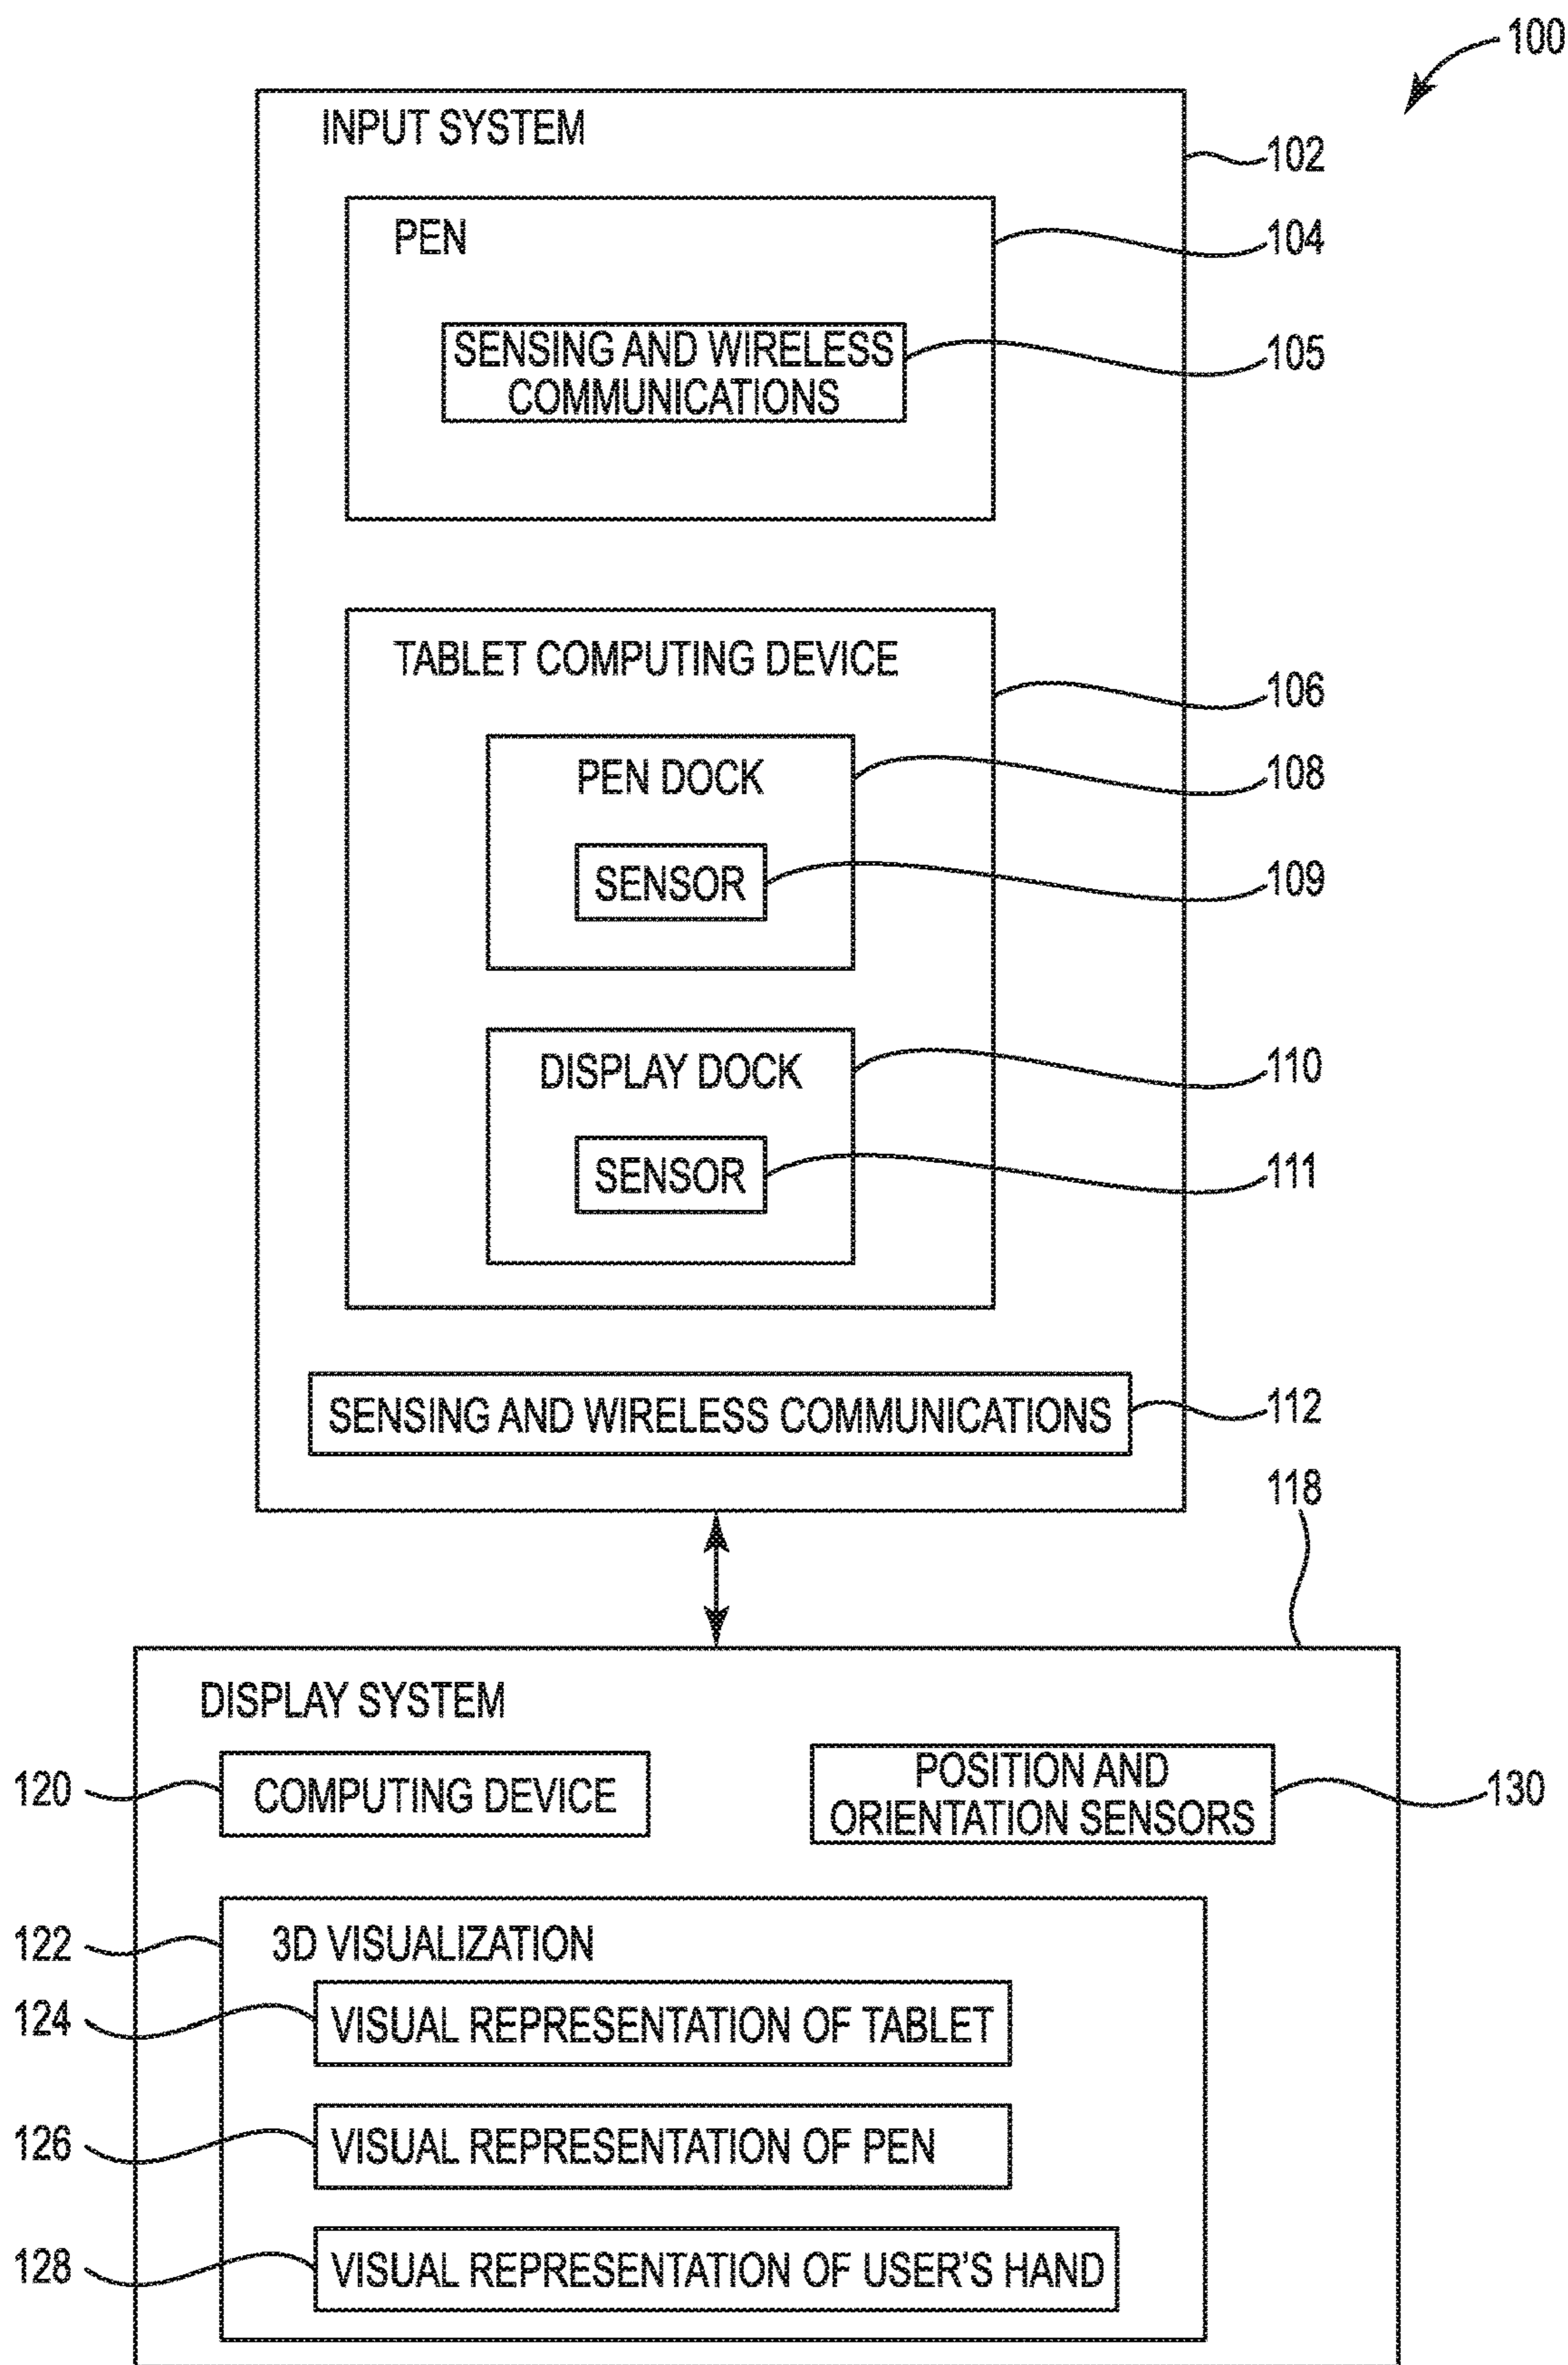 100
INPUT SYSTEM
102
PEN
104
SENSING AND WIRELESS
COMMUNICATIONS
105
TABLET COMPUTING DEVICE
106
PEN DOCK
108
SENSOR
109
DISPLAY DOCK
110
SENSOR
111
SENSING AND WIRELESS COMMUNICATIONS
112
118
DISPLAY SYSTEM
120
COMPUTING DEVICE
POSITION AND
ORIENTATION SENSORS
130
122
3D VISUALIZATION
124
VISUAL REPRESENTATION OF TABLET
126
VISUAL REPRESENTATION OF PEN
128
VISUAL REPRESENTATION OF USER'S HAND